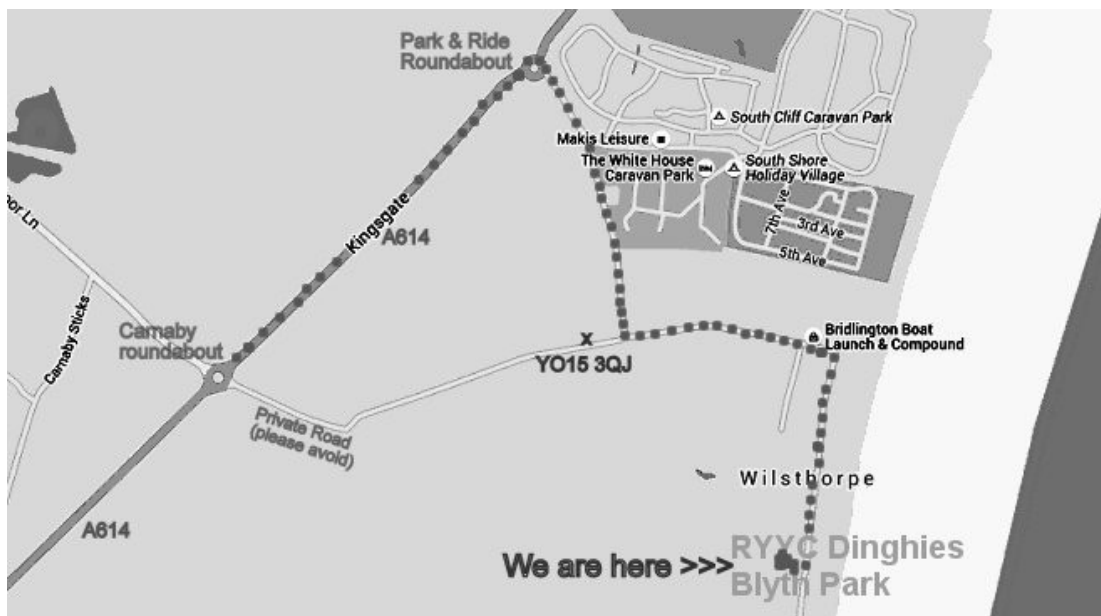 Park & Ride
Roundabout
South Cliff Caravan Park
Makis Leisure
The White House
Caravan Park
South Shore
Holiday Village
7th Ave
3rd Ave
5th Ave
oor Ln
Kingsgate
A614
Carnaby Sticks
Carnaby
roundabout
Bridlington Boat
Launch & Compound
X
YO15 3QJ
Private Road
(please avoid)
Wilsthorpe
A614
We are here >>>
RYYC Dinghies
Blyth Park